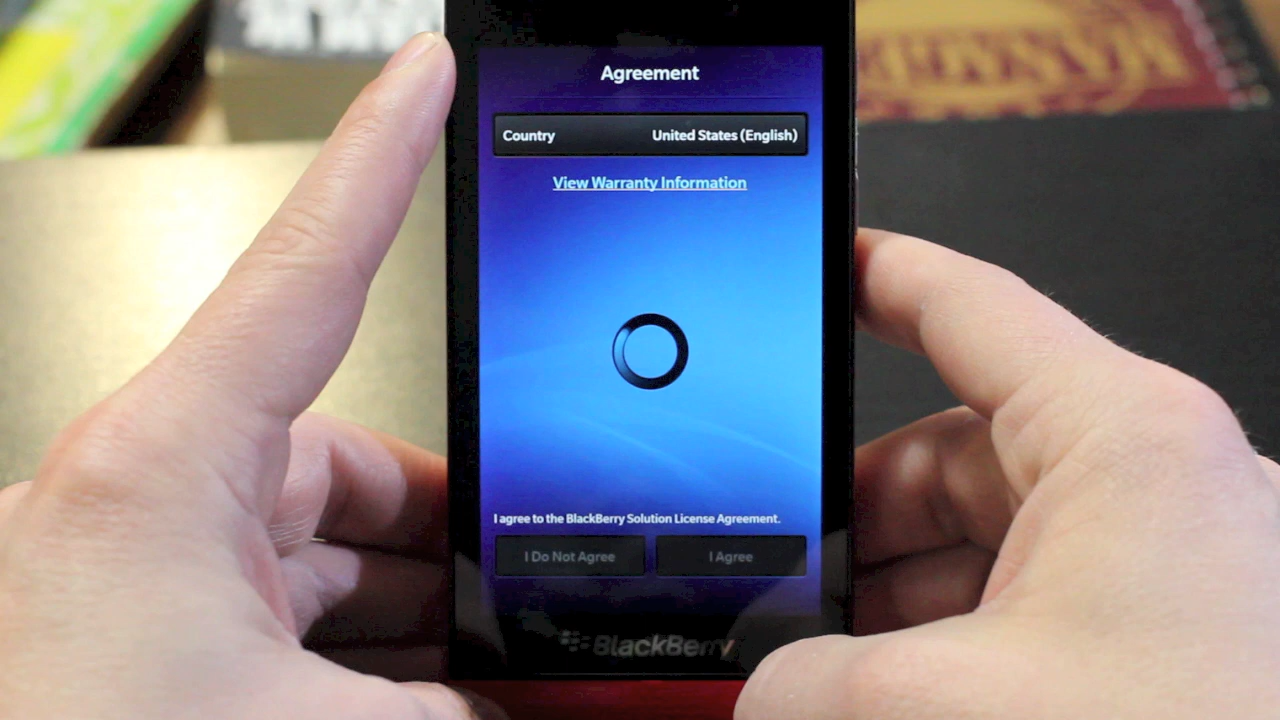 Agreement
Country United States (English)
View Warranty Information
I agree to the BlackBerry Solution License Agreement.
I Do Not Agree I Agree
BlackBerry